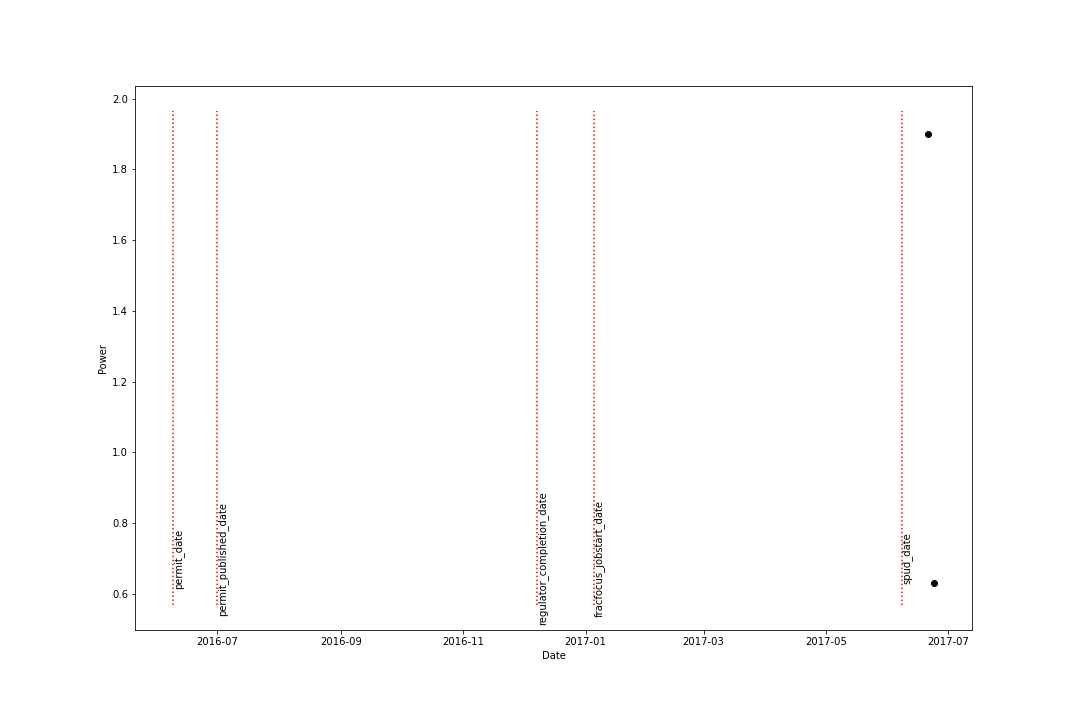 2.0
1.8
1.6
1.4
1.2
1.0
0.8
0.6
Power
permit_date
permit_published_date
regulator_completion_date
fracfocus_jobstart_date
spud_date
2016-07 2016-09 2016-11 2017-01 2017-03 2017-05 2017-07
Date